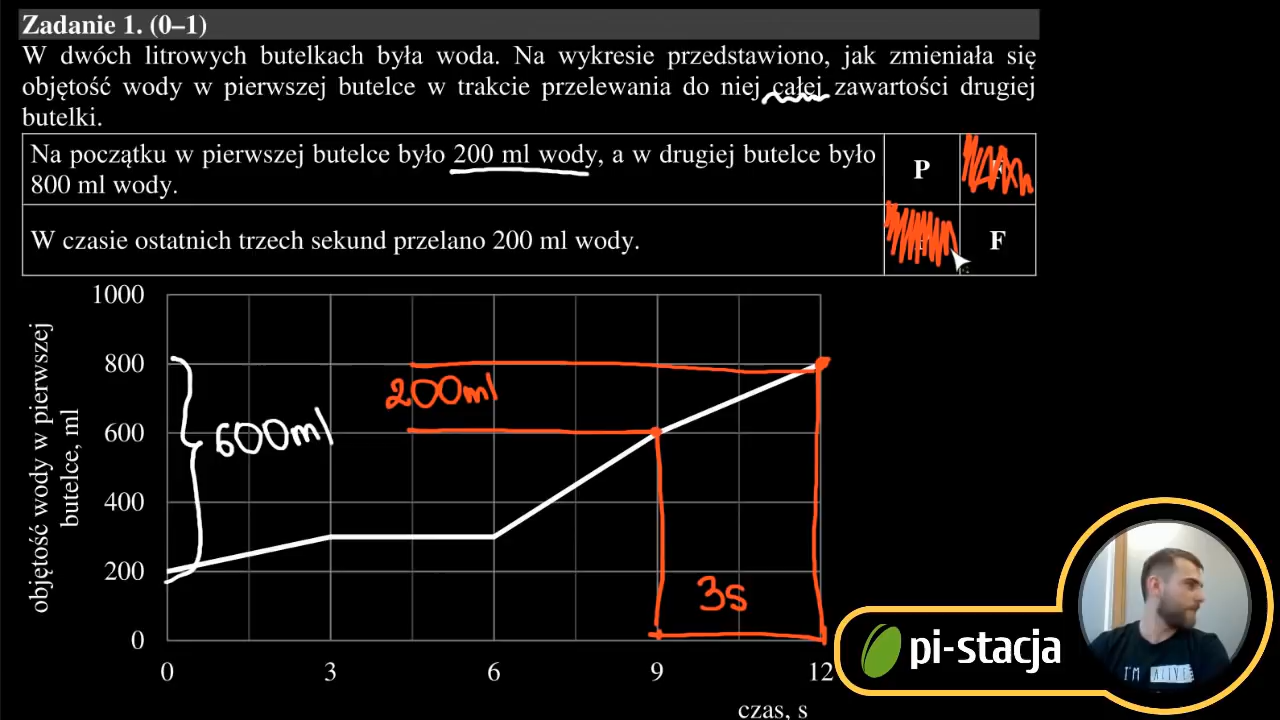 Zadanie 1. (0–1)
W dwóch litrowych butelkach była woda. Na wykresie przedstawiono, jak zmieniała się
objętość wody w pierwszej butelce w trakcie przelewania do niej całej zawartości drugiej
butelki.
Na początku w pierwszej butelce było 200 ml wody, a w drugiej butelce było
800 ml wody.
P
W czasie ostatnich trzech sekund przelano 200 ml wody.
F
objętość wody w pierwszej
butelce, ml
1000
800
600
400
200
0
600ml
200ml
3s
0 3 6 9 12
czas, s
pi-stacja
I'M ALIVE